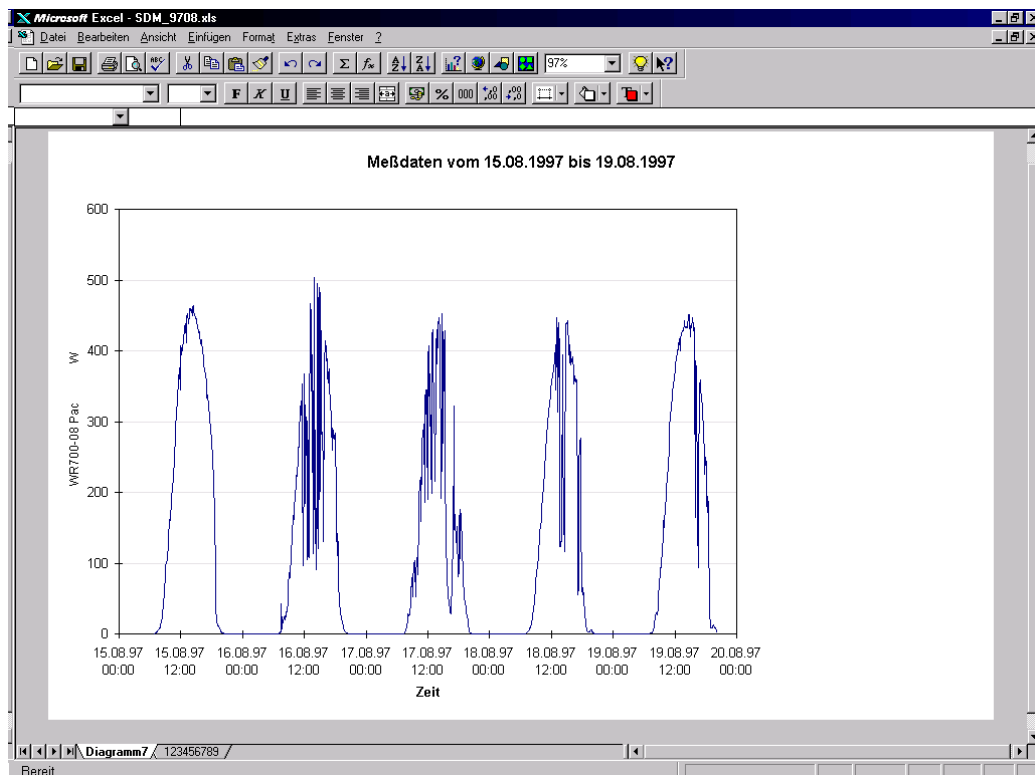 Microsoft Excel - SDM_9708.xls
Datei Bearbeiten Ansicht Einfügen Format Extras Fenster ?
ABC Σ f 97% ?
F K U % 000
Meßdaten vom 15.08.1997 bis 19.08.1997
600
500
400
300
200
100
0
WR700-08 Pac W
15.08.97 15.08.97 16.08.97 16.08.97 17.08.97 17.08.97 18.08.97 18.08.97 19.08.97 19.08.97 20.08.97
00:00 12:00 00:00 12:00 00:00 12:00 00:00 12:00 00:00 12:00 00:00
Zeit
Diagramm7 123456789
Bereit